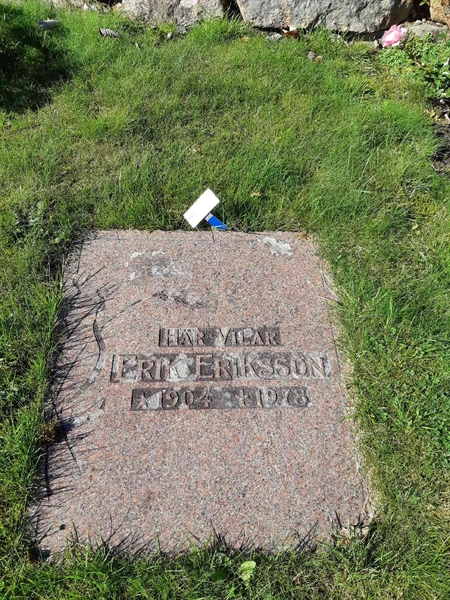 HÄR VILAR
ERIK ERIKSSON
★ 1904 † 1978